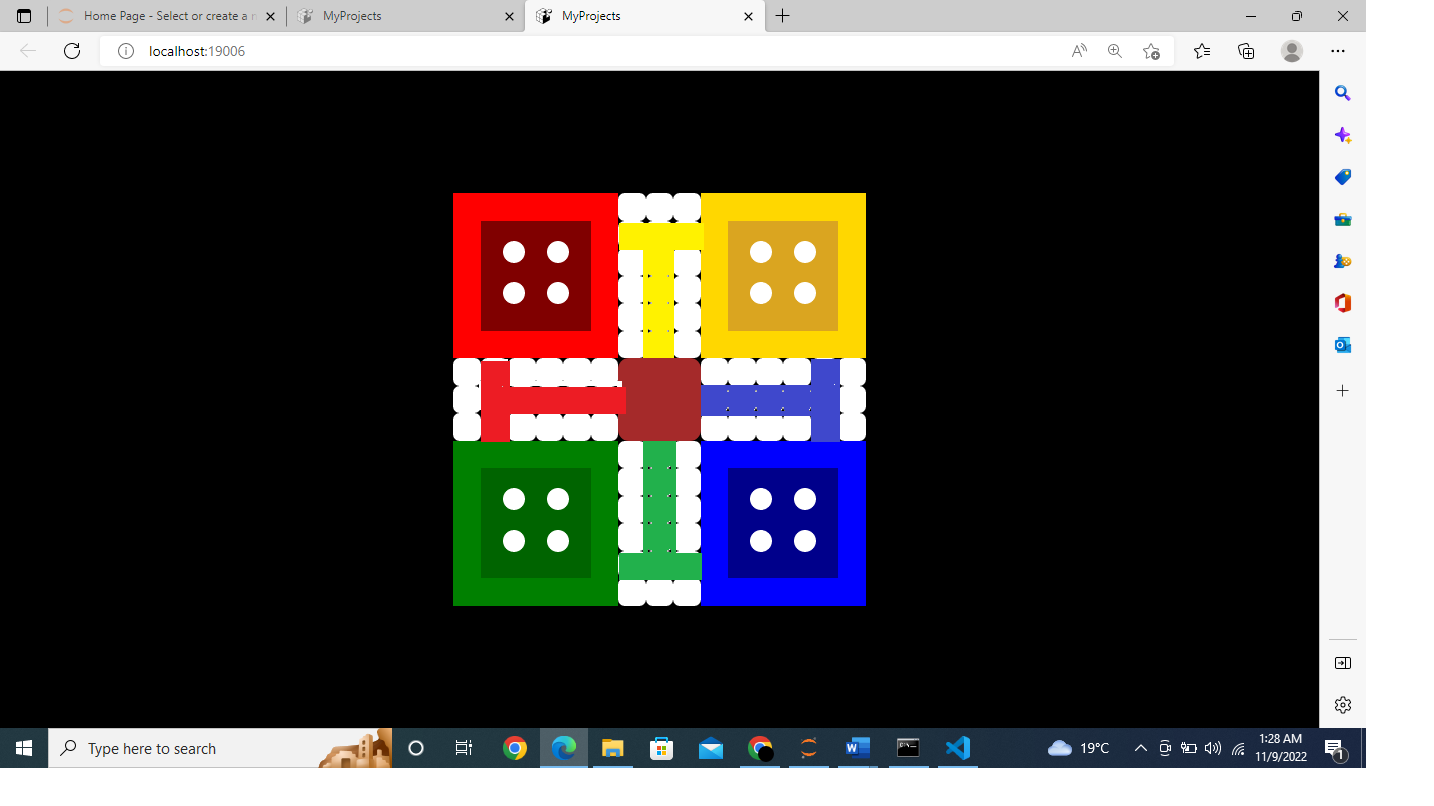 Home Page - Select or create a n
MyProjects
MyProjects
localhost:19006
Type here to search
19°C
1:28 AM
11/9/2022
1